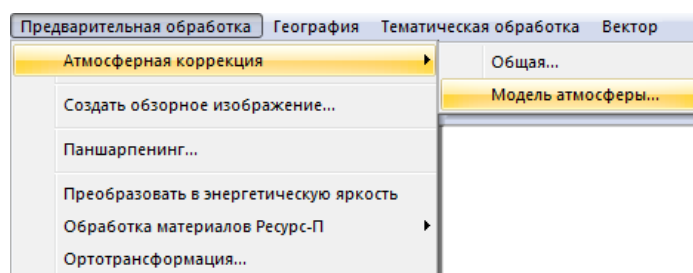 Предварительная обработка География Тематическая обработка Вектор
Атмосферная коррекция
Общая...
Модель атмосферы...
Создать обзорное изображение...
Паншарпенинг...
Преобразовать в энергетическую яркость
Обработка материалов Ресурс-П
Ортотрансформация...